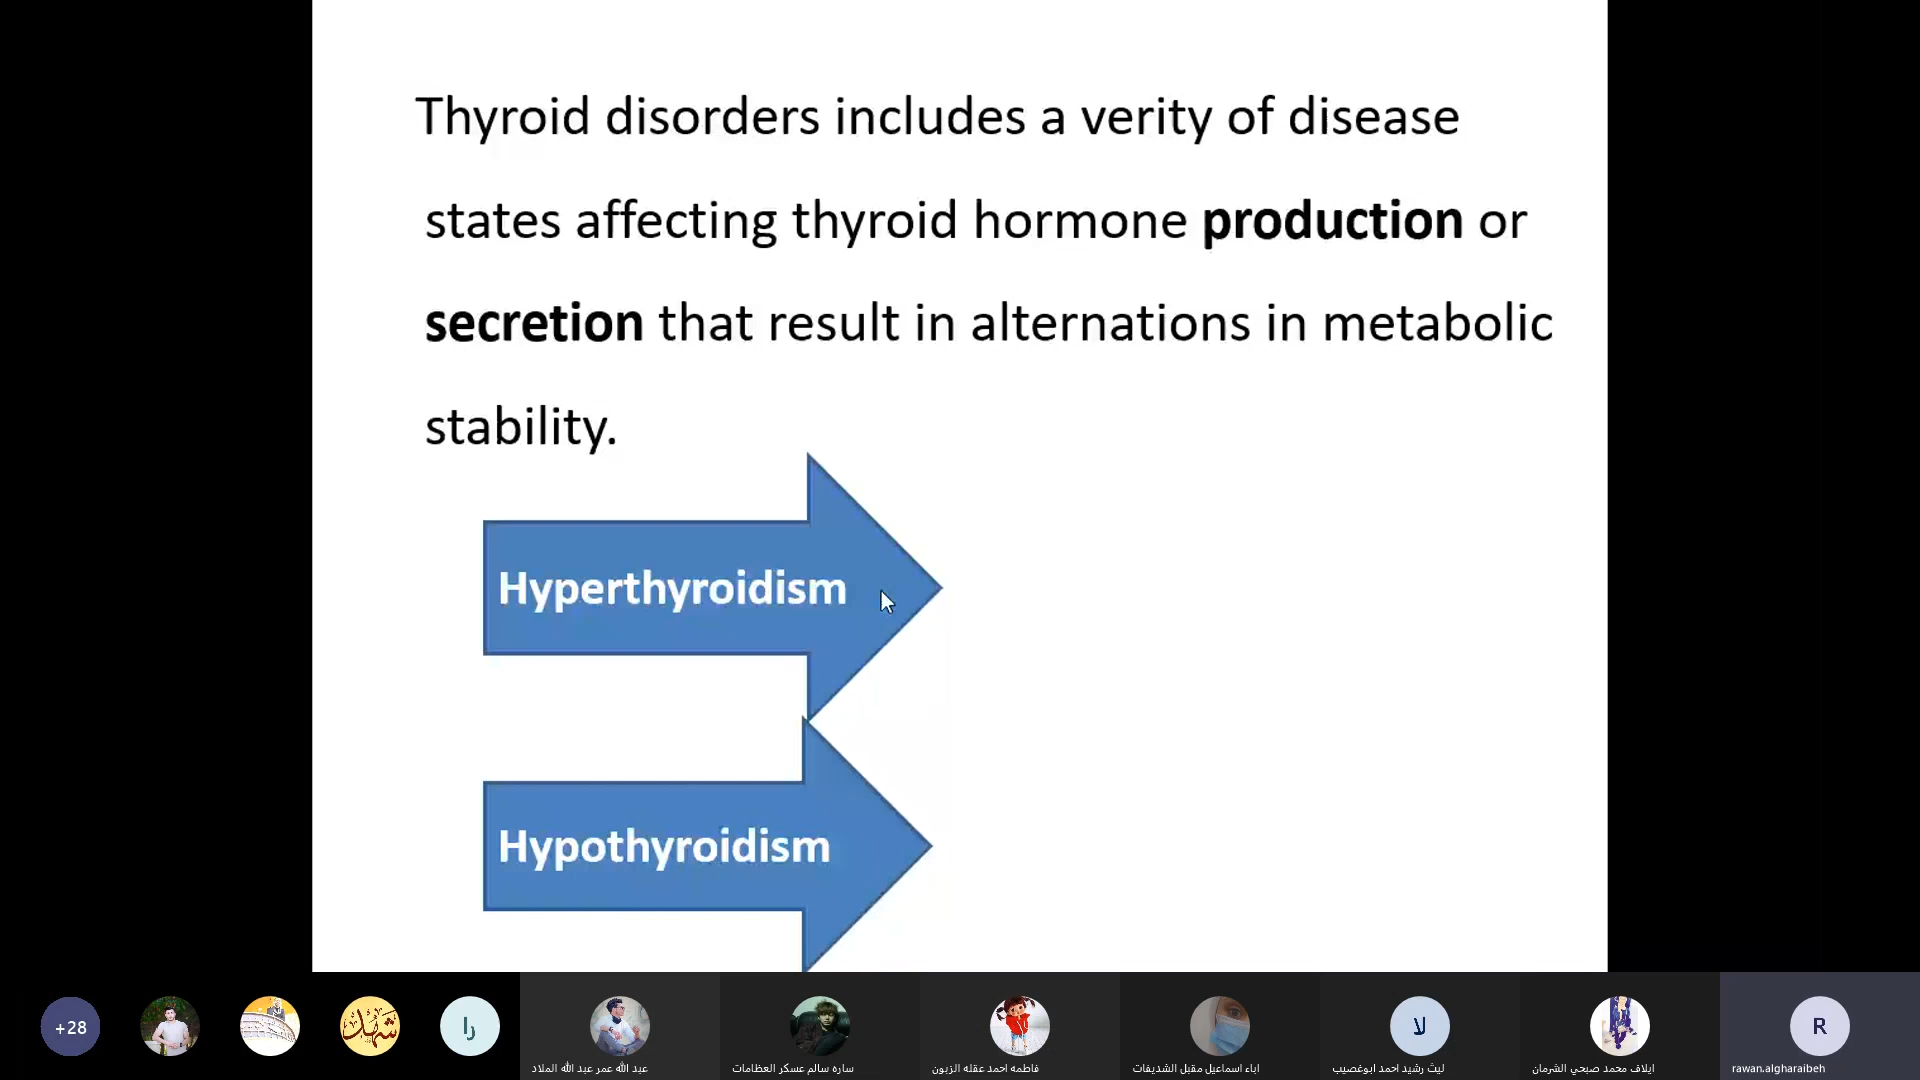 Thyroid disorders includes a verity of disease
states affecting thyroid hormone production or
secretion that result in alternations in metabolic
stability.
Hyperthyroidism
Hypothyroidism
+28
شهد
را
لا
R
عبد الله عمر عبد الله الملاد
ساره سالم عسكر العظامات
فاطمه احمد عقله الزبون
اباء اسماعيل مقبل الشديفات
ليث رشيد احمد ابوغصيب
ايلاف محمد صبحي الشرمان
rawan.algharaibeh